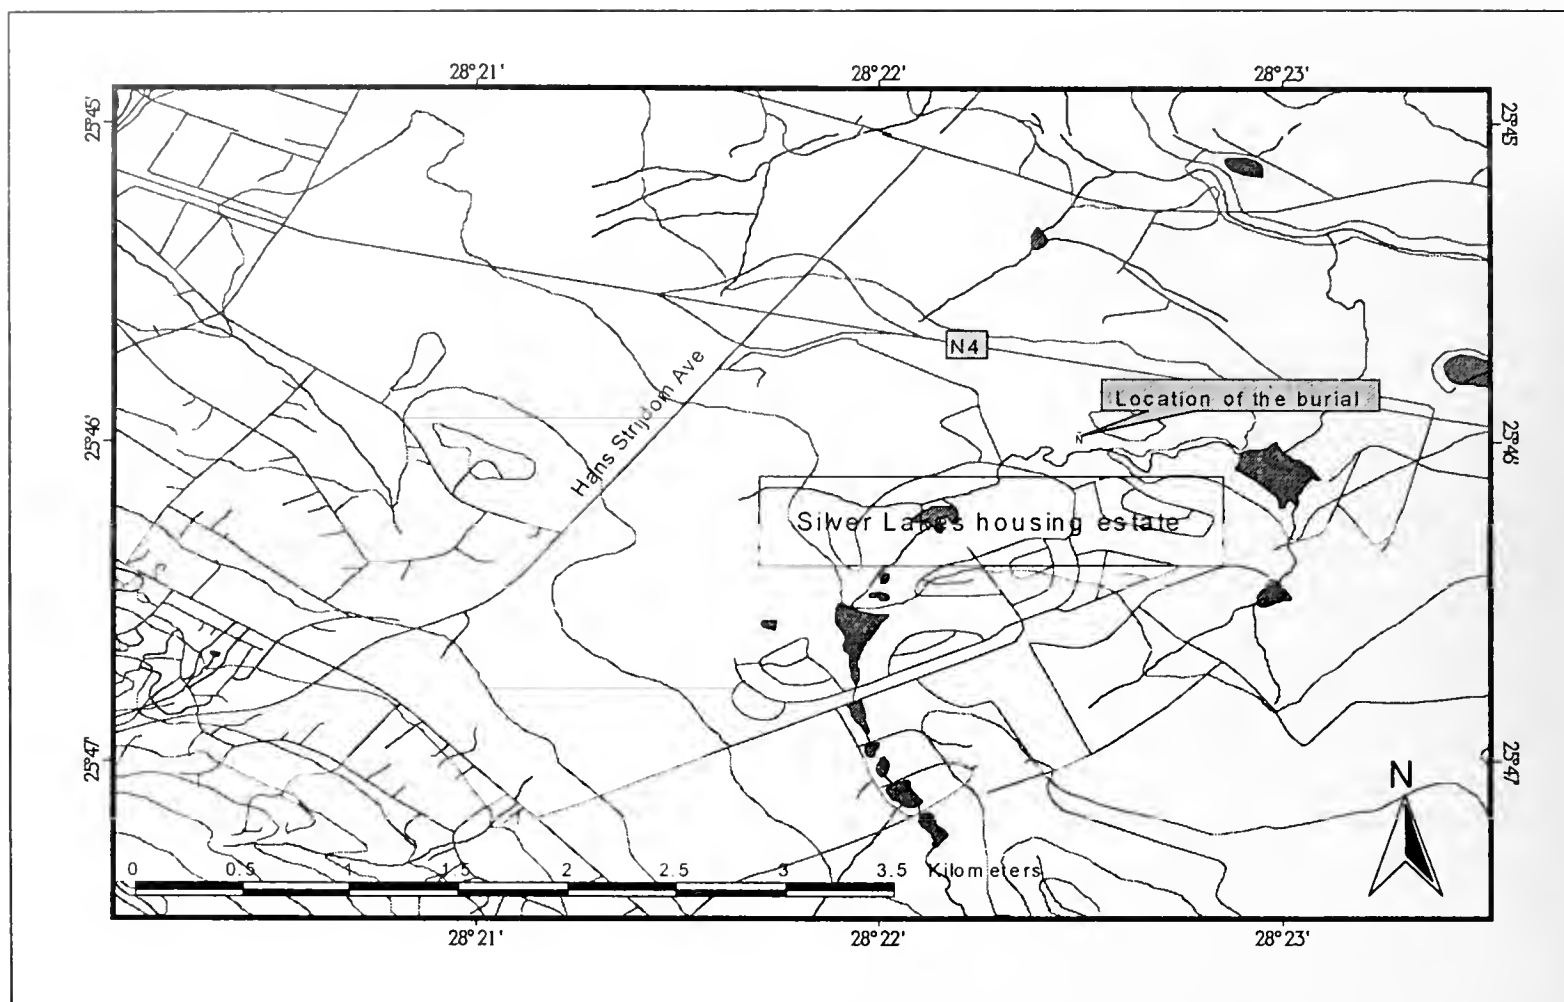 28°21' 28°22' 28°23'
25°45' 25°45'
N4
Hans Strijdom Ave
Location of the burial
N
25°46' 25°46'
Silver Lakes housing estate
25°47' 25°47'
N
0 0.5 1 1.5 2 2.5 3 3.5 Kilometers
28°21' 28°22' 28°23'